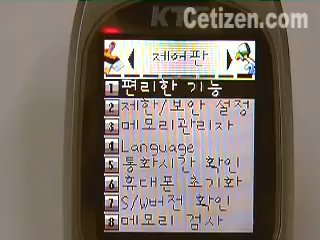 Cetizen.com
KTF
제어판
1 편리한 기능
2 제한/보안 설정
3 메모리관리자
4 Language
5 통화시간 확인
6 휴대폰 초기화
7 S/W버전 확인
8 메모리 검사